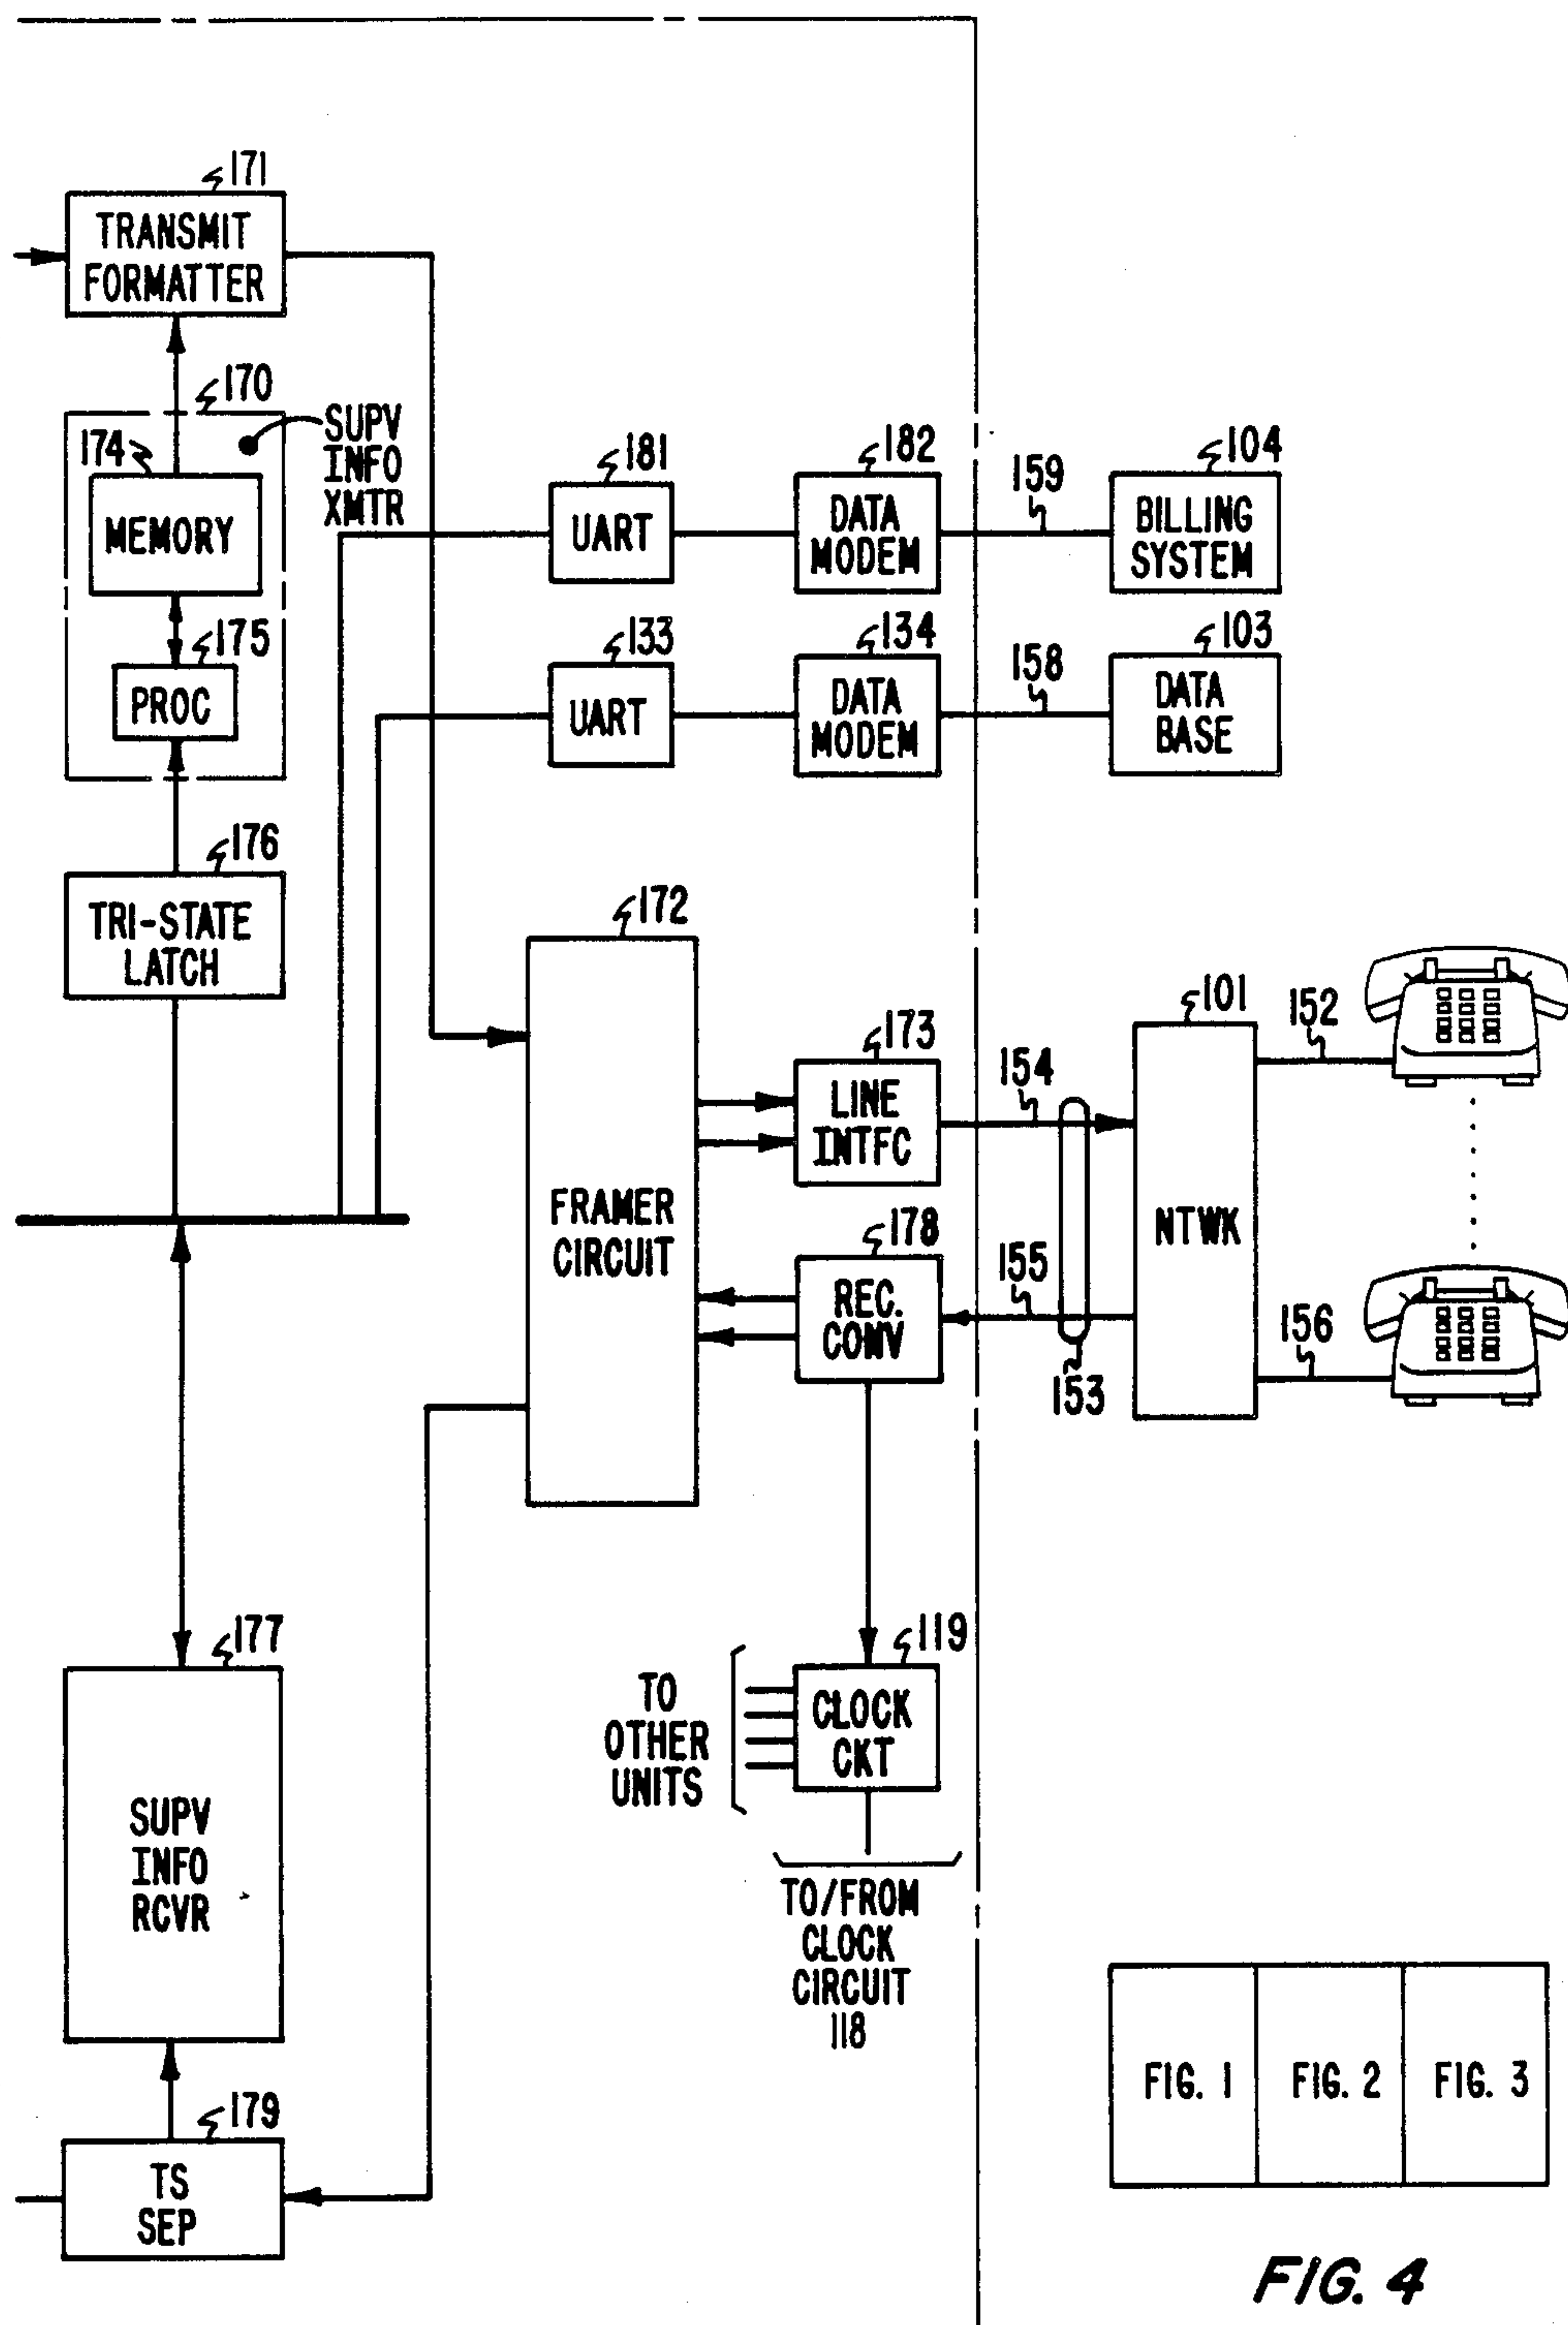 171
TRANSMIT
FORMATTER
170
174
SUPV
INFO
XMTR
MEMORY
175
PROC
181
UART
182
DATA
MODEM
159
104
BILLING
SYSTEM
133
UART
134
DATA
MODEM
158
103
DATA
BASE
176
TRI-STATE
LATCH
172
FRAMER
CIRCUIT
173
LINE
INTFC
154
101
NTWK
152
178
REC.
CONV
155
153
156
177
SUPV
INFO
RCVR
119
CLOCK
CKT
TO
OTHER
UNITS
TO/FROM
CLOCK
CIRCUIT
118
179
TS
SEP
FIG. 1
FIG. 2
FIG. 3
FIG. 4